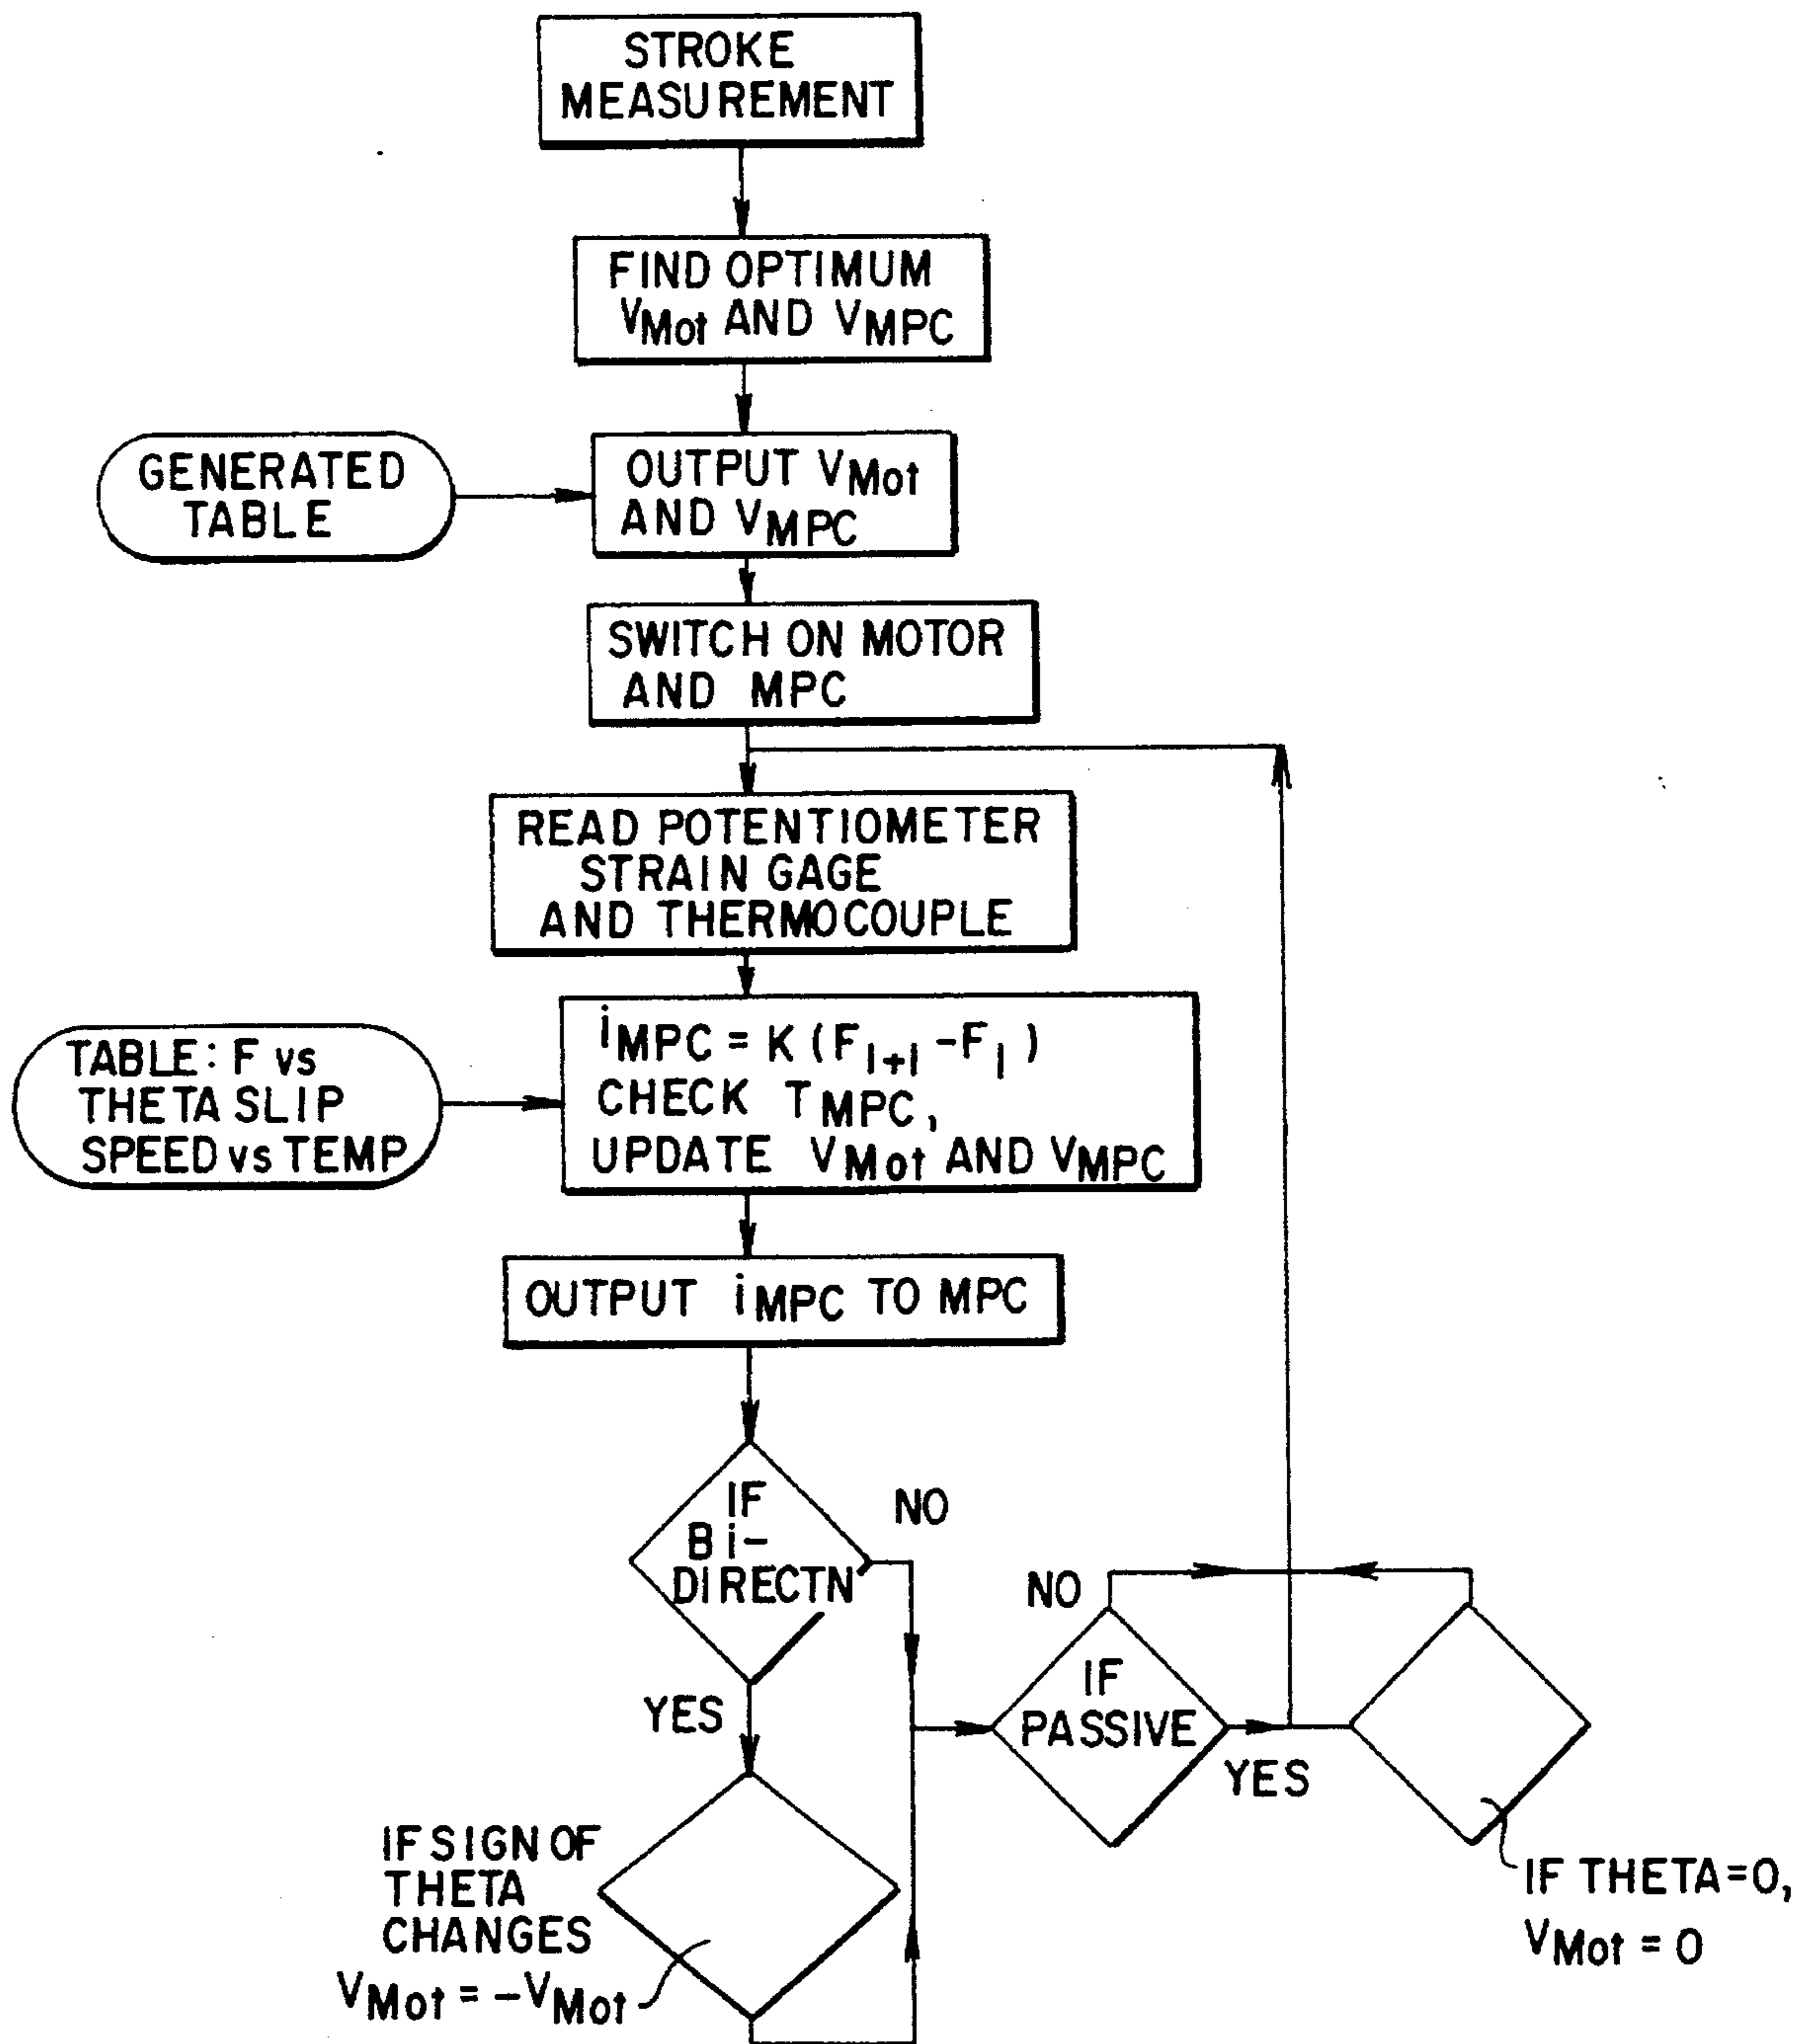 STROKE
MEASUREMENT
FIND OPTIMUM
VMot AND VMPC
GENERATED
TABLE
OUTPUT VMot
AND VMPC
SWITCH ON MOTOR
AND MPC
READ POTENTIOMETER
STRAIN GAGE
AND THERMOCOUPLE
TABLE: F vs
THETA SLIP
SPEED vs TEMP
iMPC = K (Fi+i - Fi)
CHECK TMPC,
UPDATE VMot AND VMPC
OUTPUT iMPC TO MPC
IF
Bi-
DIRECTN
NO
YES
IF SIGN OF
THETA
CHANGES
VMot = -VMot
NO
IF
PASSIVE
YES
IF THETA=0,
VMot = 0